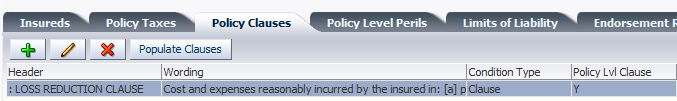 Insureds Policy Taxes Policy Clauses Policy Level Perils Limits of Liability Endorsement
Populate Clauses
Header Wording Condition Type Policy Lvl Clause
: LOSS REDUCTION CLAUSE Cost and expenses reasonably incurred by the insured in: [a] p Clause Y